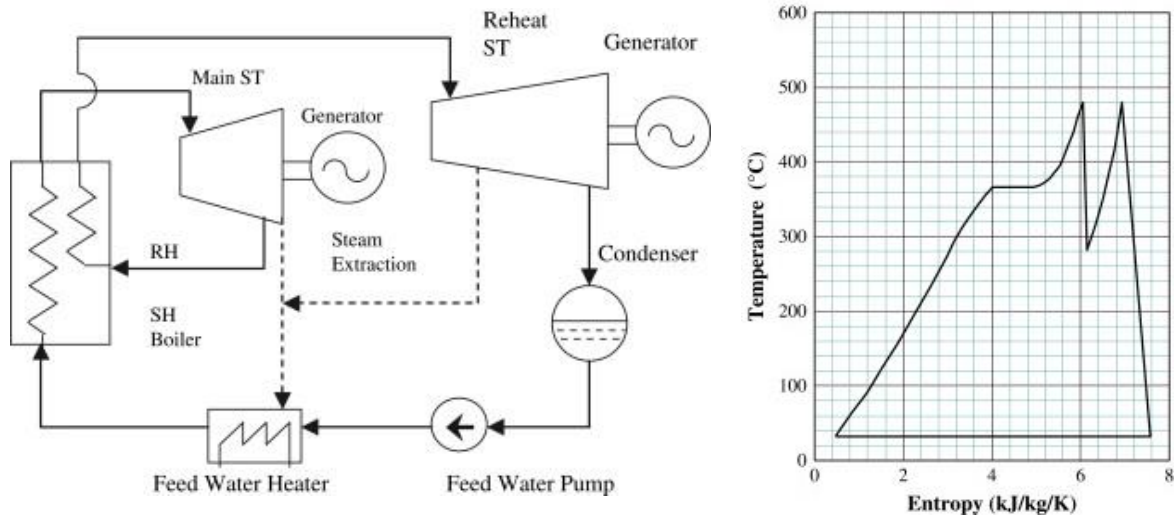 Reheat
ST
Generator
Main ST
Generator
RH
Steam
Extraction
Condenser
SH
Boiler
Feed Water Heater
Feed Water Pump
600
500
400
300
200
100
0
Temperature (°C)
0
2
4
6
8
Entropy (kJ/kg/K)